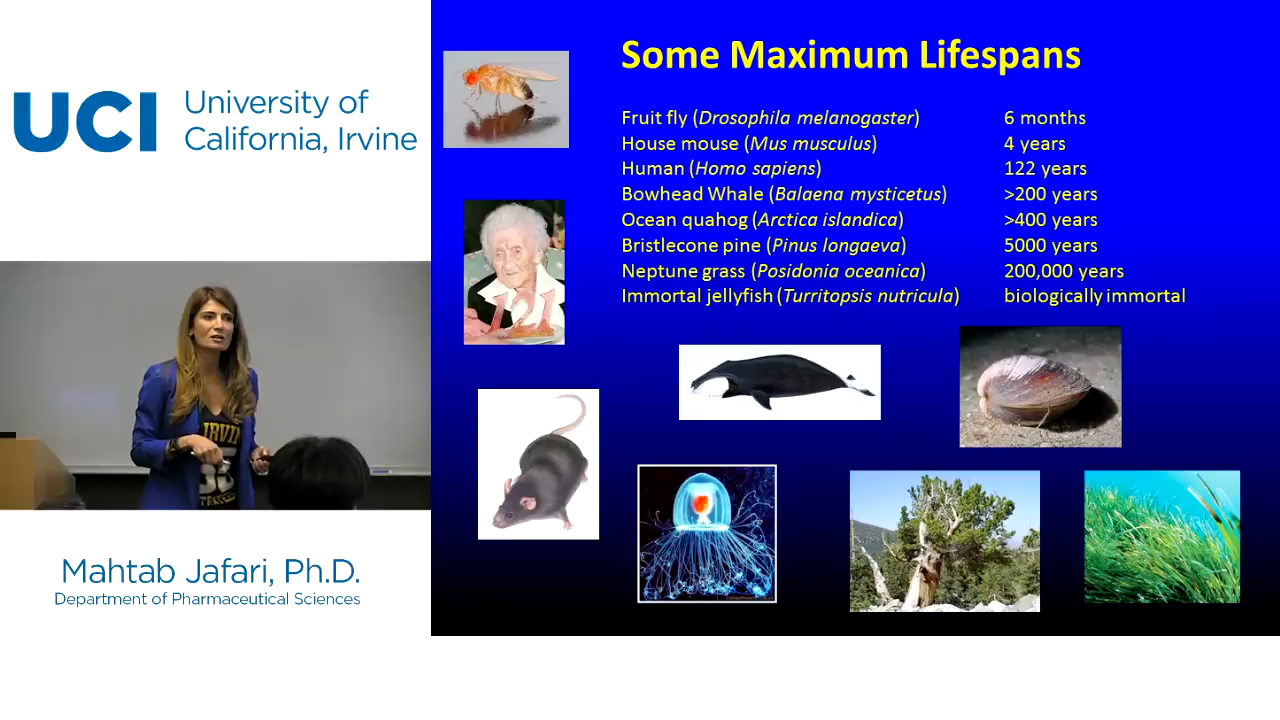 UCI University of
California, Irvine
Mahtab Jafari, Ph.D.
Department of Pharmaceutical Sciences
Some Maximum Lifespans
Fruit fly (Drosophila melanogaster) 6 months
House mouse (Mus musculus) 4 years
Human (Homo sapiens) 122 years
Bowhead Whale (Balaena mysticetus) >200 years
Ocean quahog (Arctica islandica) >400 years
Bristlecone pine (Pinus longaeva) 5000 years
Neptune grass (Posidonia oceanica) 200,000 years
Immortal jellyfish (Turritopsis nutricula) biologically immortal
121